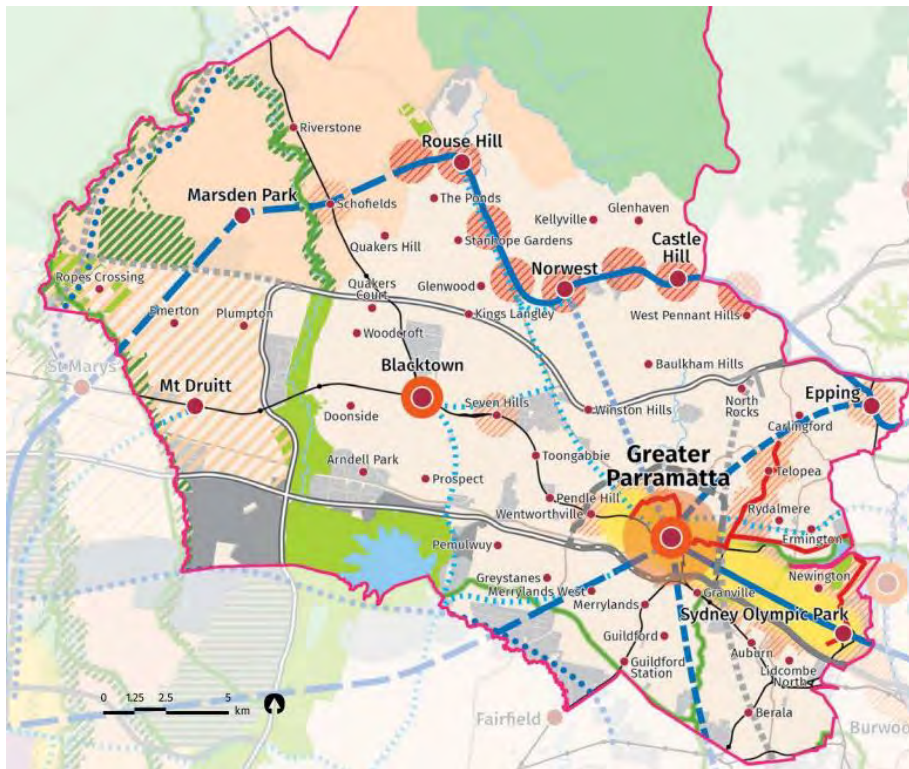 Riverstone
Rouse Hill
Marsden Park
Schofields
The Ponds
Kellyville
Glenhaven
Quakers Hill
Stanhope Gardens
Castle
Hill
Ropes Crossing
Quakers
Court
Glenwood
Norwest
Emerton
Plumpton
Kings Langley
West Pennant Hills
Woodcroft
St Marys
Blacktown
Baulkham Hills
Mt Druitt
North
Rocks
Epping
Doonside
Seven Hills
Winston Hills
Carlingford
Arndell Park
Prospect
Toongabbie
Greater
Parramatta
Telopea
Pendle Hill
Wentworthville
Rydalmere
Ermington
Pemulwuy
Greystanes
Merrylands West
Newington
Merrylands
Granville
Sydney Olympic Park
Guildford
Auburn
Guildford
Station
Lidcombe
North
0 1.25 2.5 5
km
Fairfield
Berala
Burwoo